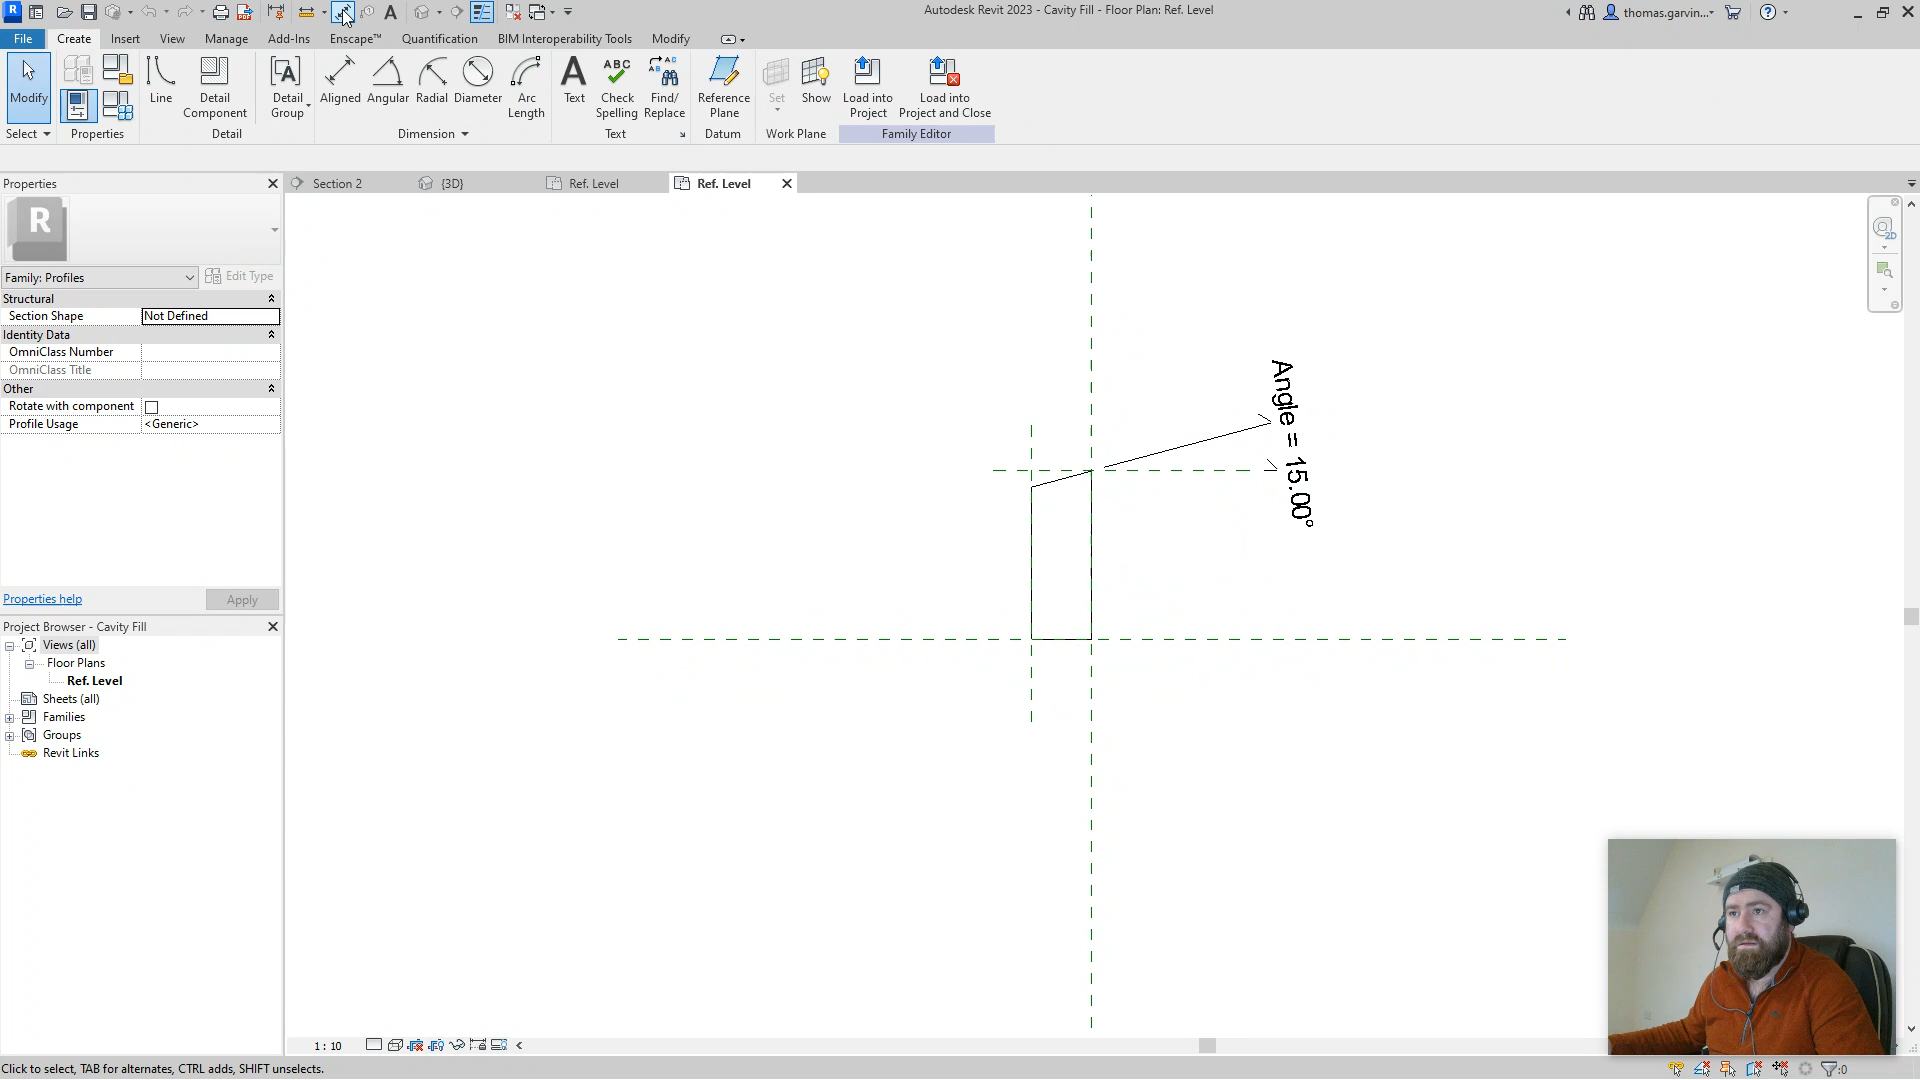 Autodesk Revit 2023 - Cavity Fill - Floor Plan: Ref. Level
thomas.garvin...
File
Create
Insert
View
Manage
Add-Ins
Enscape™
Quantification
BIM Interoperability Tools
Modify
Modify
Line
Detail
Component
Detail
Group
Aligned
Angular
Radial
Diameter
Arc
Length
Text
ABC
Check
Spelling
Find/
Replace
Reference
Plane
Set
Show
Load into
Project
Load into
Project and Close
Select
Properties
Detail
Dimension
Text
Datum
Work Plane
Family Editor
Properties
Section 2
{3D}
Ref. Level
Ref. Level
R
Family: Profiles
Edit Type
Structural
Section Shape
Not Defined
Identity Data
OmniClass Number
OmniClass Title
Other
Rotate with component
Profile Usage
<Generic>
Properties help
Apply
Project Browser - Cavity Fill
Views (all)
Floor Plans
Ref. Level
Sheets (all)
Families
Groups
Revit Links
Angle = 15.00°
2D
1 : 10
Click to select, TAB for alternates, CTRL adds, SHIFT unselects.
:0